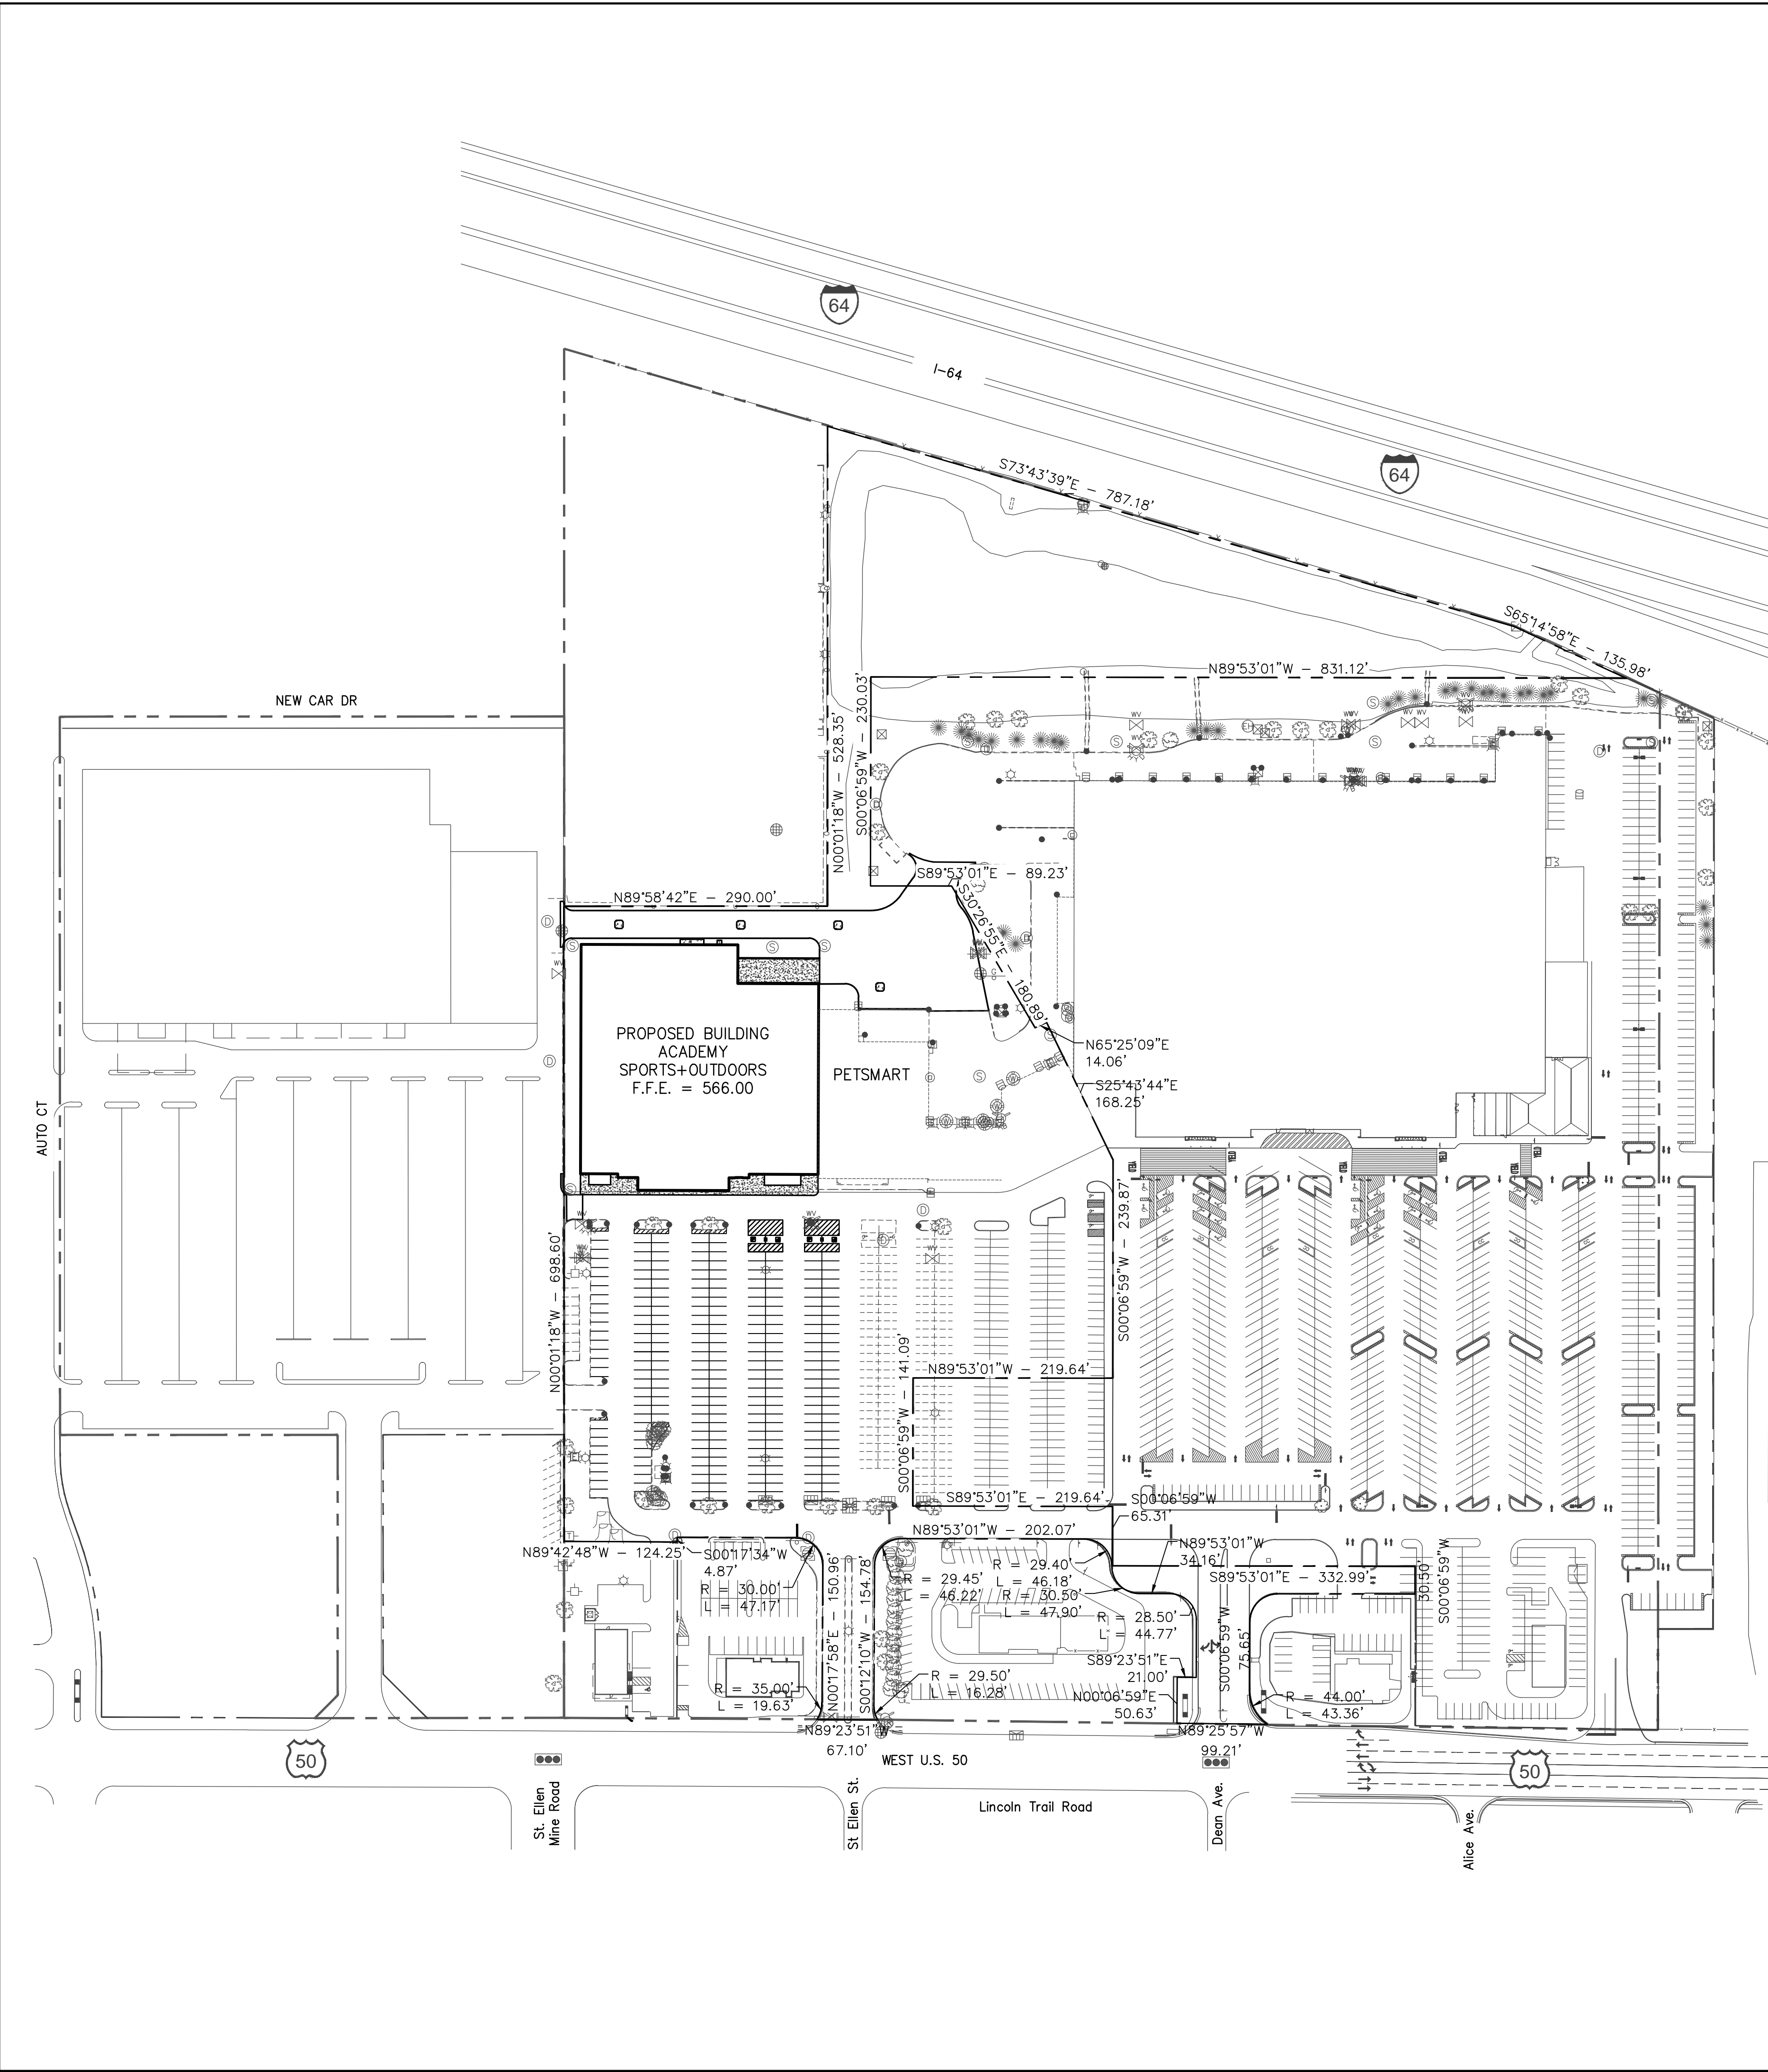 64
I-64
64
S73°43'39"E - 787.18'
S65°14'58"E - 135.98'
N89°53'01"W - 831.12'
NEW CAR DR
S00°06'59"W - 230.03'
N00°01'18"W - 528.35'
S89°53'01"E - 89.23'
N89°58'42"E - 290.00'
S30°26'55"E - 180.89'
PROPOSED BUILDING
ACADEMY
SPORTS+OUTDOORS
F.F.E. = 566.00
PETSMART
N65°25'09"E
14.06'
S25°43'44"E
168.25'
AUTO CT
N00°01'18"W - 698.60'
S00°06'59"W - 239.87'
N89°53'01"W - 219.64'
S00°06'59"W - 141.09'
S89°53'01"E - 219.64'
S00°06'59"W
65.31'
N89°53'01"W - 202.07'
N89°42'48"W - 124.25'
S00°17'34"W
4.87'
R = 30.00'
L = 47.17'
N00°17'58"E - 150.96'
S00°12'10"W - 154.78'
R = 29.45'
L = 46.22'
R = 29.40'
L = 46.18'
R = 30.50'
L = 47.90'
N89°53'01"W
34.16'
S89°53'01"E - 332.99'
30.50'
S00°06'59"W
R = 28.50'
L = 44.77'
S00°06'59"W
75.65'
S89°23'51"E
21.00'
N00°06'59"E
50.63'
R = 35.00'
L = 19.63'
R = 29.50'
L = 16.28'
R = 44.00'
L = 43.36'
N89°23'51"W
67.10'
N89°25'57"W
99.21'
WEST U.S. 50
50
50
St. Ellen
Mine Road
St Ellen St.
Lincoln Trail Road
Dean Ave.
Alice Ave.
WV
WV
WV
WV
WV
WV
WV
D
D
D
D
D
D
S
S
S
S
S
S
S